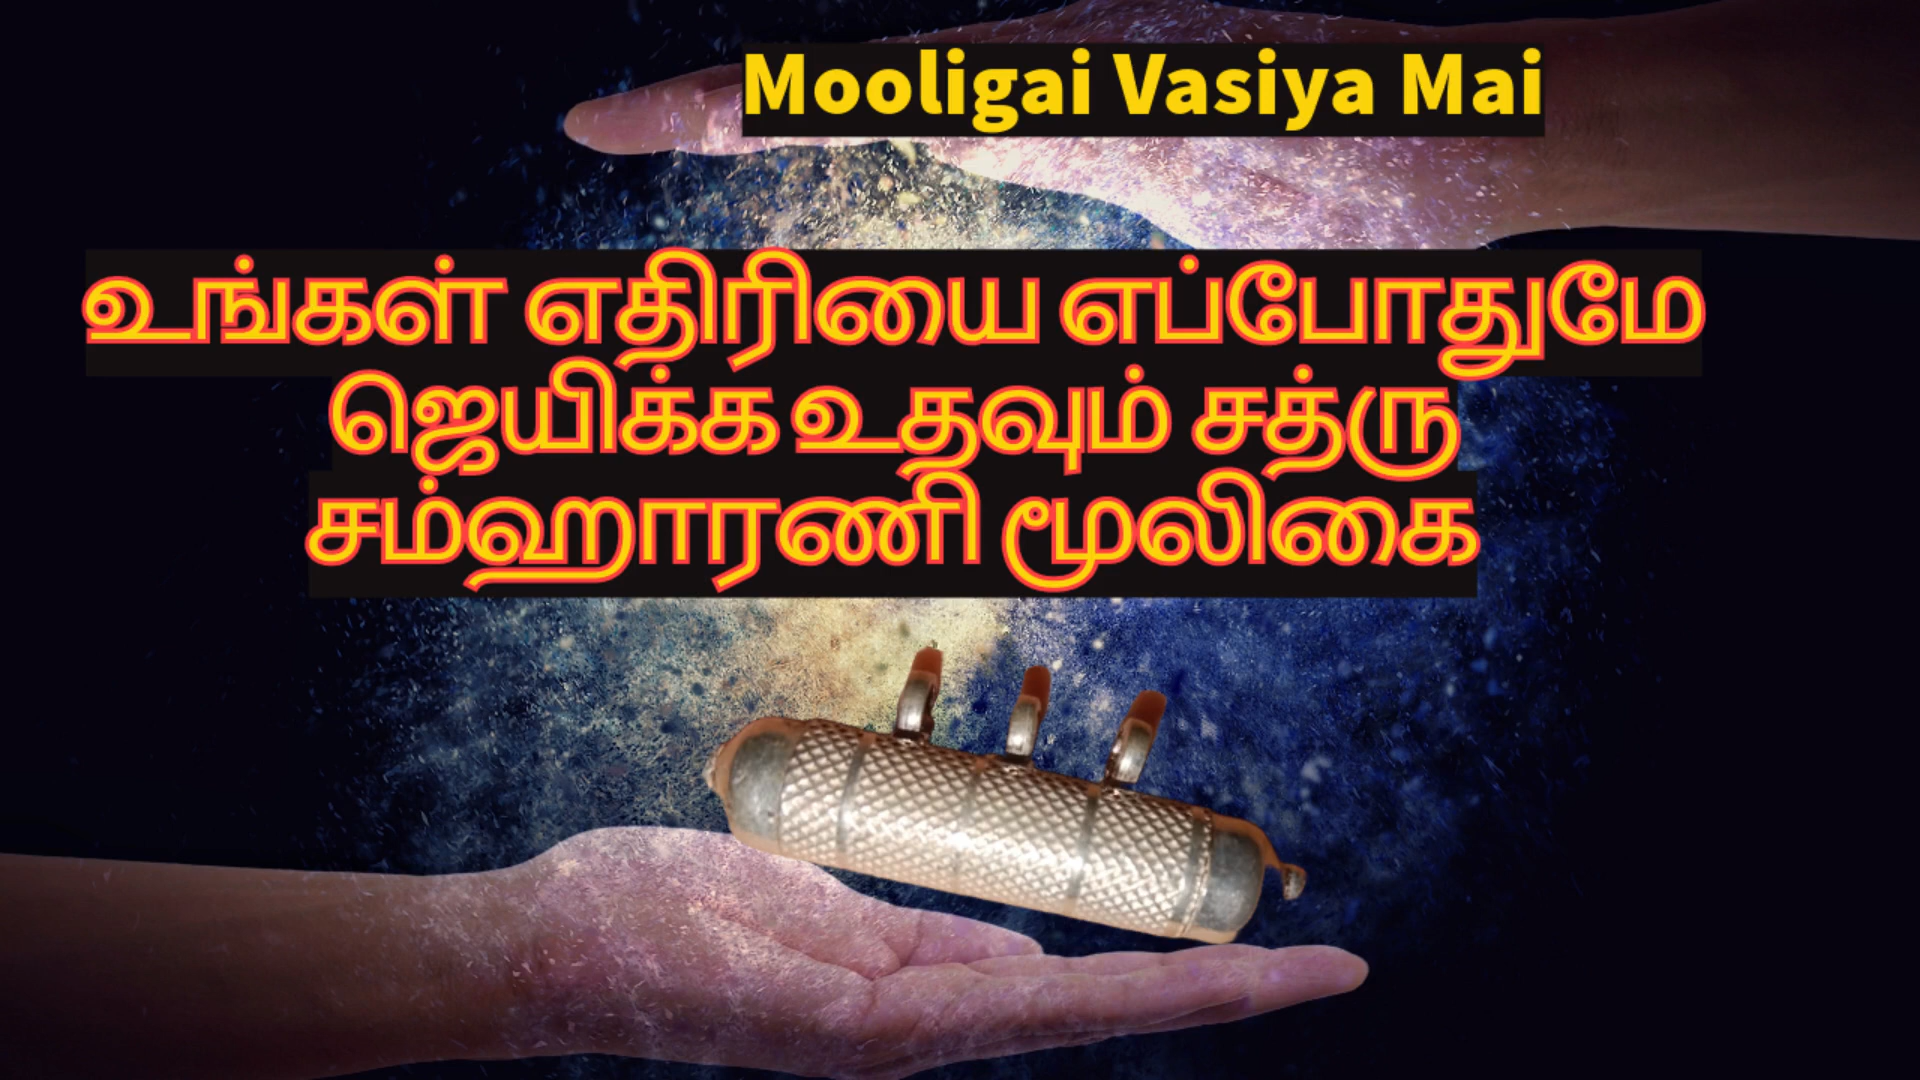 Mooligai Vasiya Mai
உங்கள் எதிரியை எப்போதுமே
ஜெயிக்க உதவும் சத்ரு
சம்ஹாரணி மூலிகை